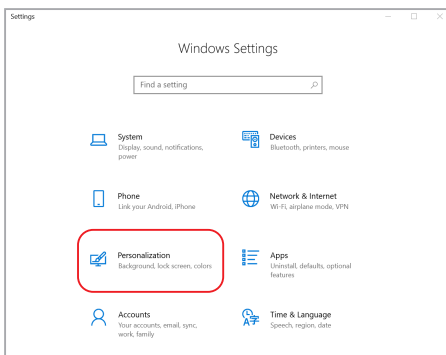 Settings
Windows Settings
Find a setting
System
Display, sound, notifications,
power
Devices
Bluetooth, printers, mouse
Phone
Link your Android, iPhone
Network & Internet
Wi-Fi, airplane mode, VPN
Personalization
Background, lock screen, colors
Apps
Uninstall, defaults, optional
features
Accounts
Your accounts, email, sync,
work, family
Time & Language
Speech, region, date